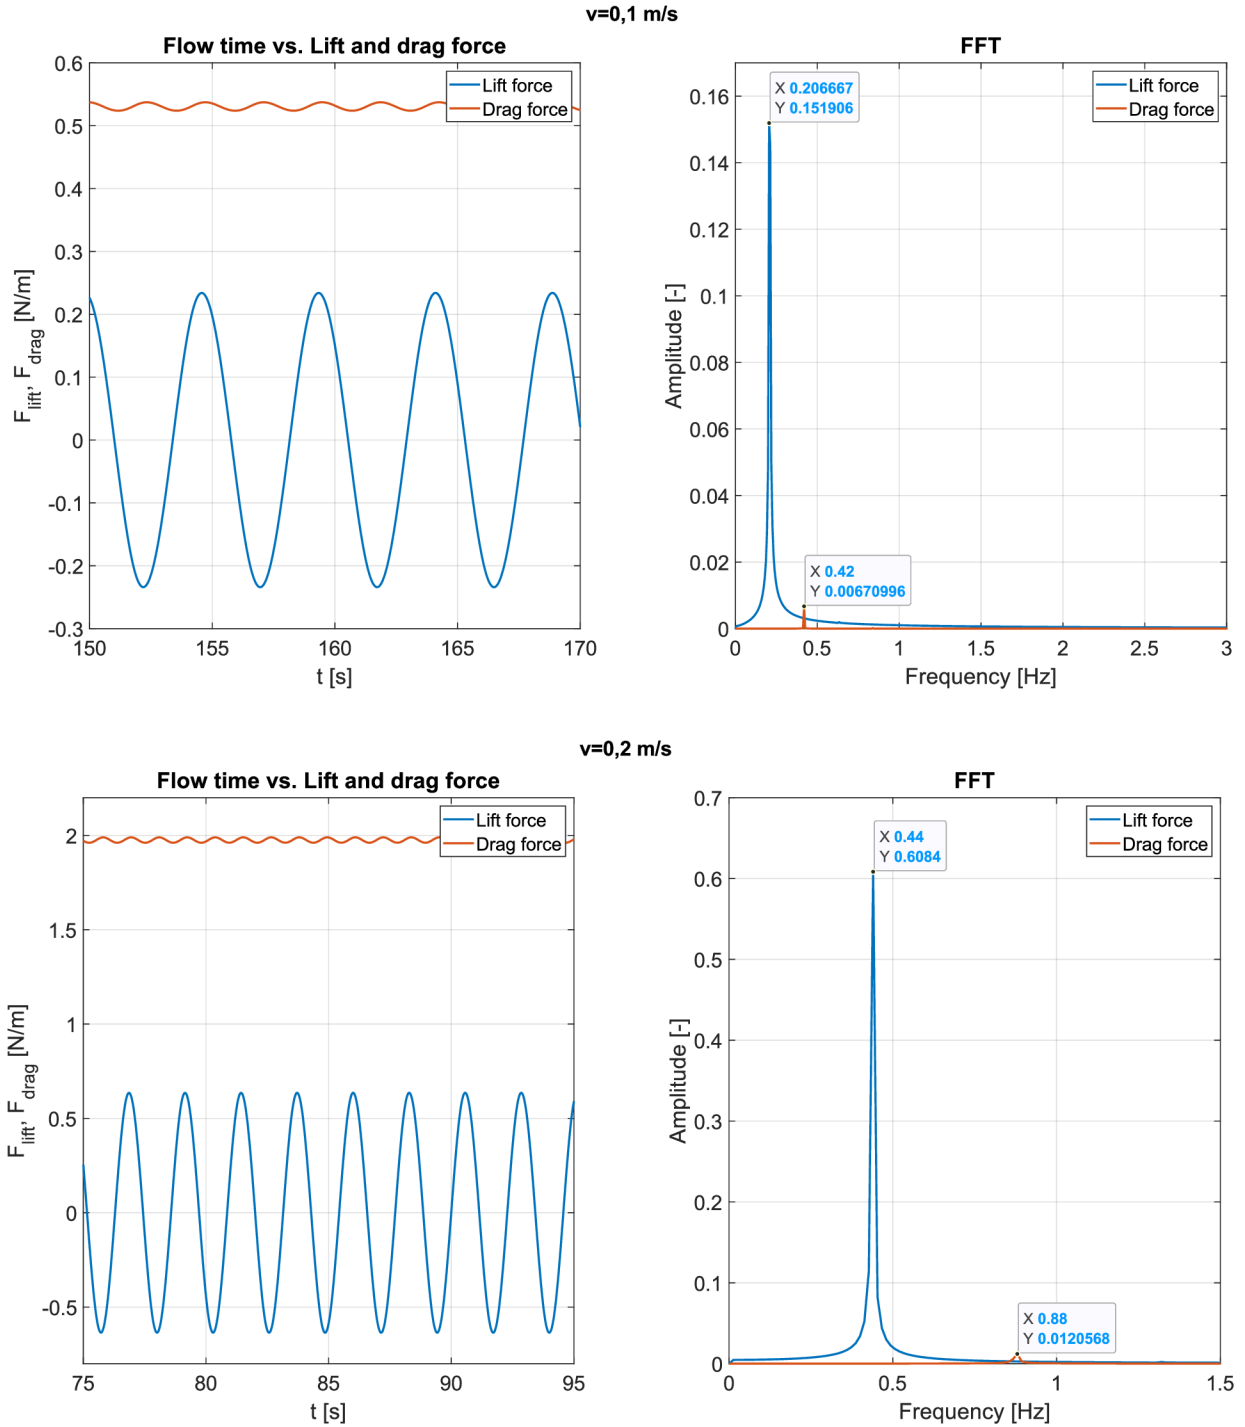 v=0,1 m/s
Flow time vs. Lift and drag force
0.6
0.5
0.4
0.3
0.2
0.1
0
-0.1
-0.2
-0.3
150
155
160
165
170
t [s]
F_lift, F_drag [N/m]
Lift force
Drag force
FFT
0.16
0.14
0.12
0.1
0.08
0.06
0.04
0.02
0
0
0.5
1
1.5
2
2.5
3
Frequency [Hz]
Amplitude [-]
X 0.206667
Y 0.151906
X 0.42
Y 0.00670996
Lift force
Drag force
v=0,2 m/s
Flow time vs. Lift and drag force
2
1.5
1
0.5
0
-0.5
75
80
85
90
95
t [s]
F_lift, F_drag [N/m]
Lift force
Drag force
FFT
0.7
0.6
0.5
0.4
0.3
0.2
0.1
0
0
0.5
1
1.5
Frequency [Hz]
Amplitude [-]
X 0.44
Y 0.6084
X 0.88
Y 0.0120568
Lift force
Drag force